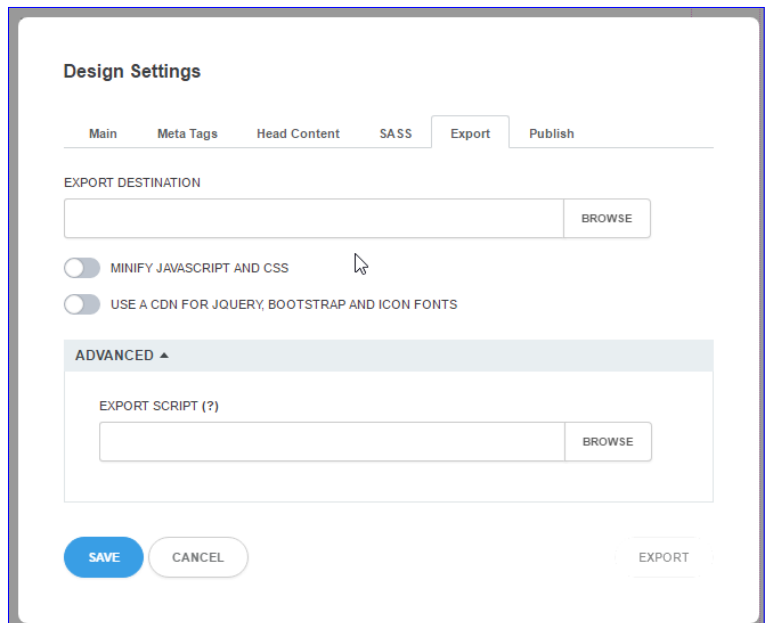 Design Settings
Main Meta Tags Head Content SASS Export Publish
EXPORT DESTINATION
BROWSE
MINIFY JAVASCRIPT AND CSS
USE A CDN FOR JQUERY, BOOTSTRAP AND ICON FONTS
ADVANCED
EXPORT SCRIPT (?)
BROWSE
SAVE CANCEL EXPORT